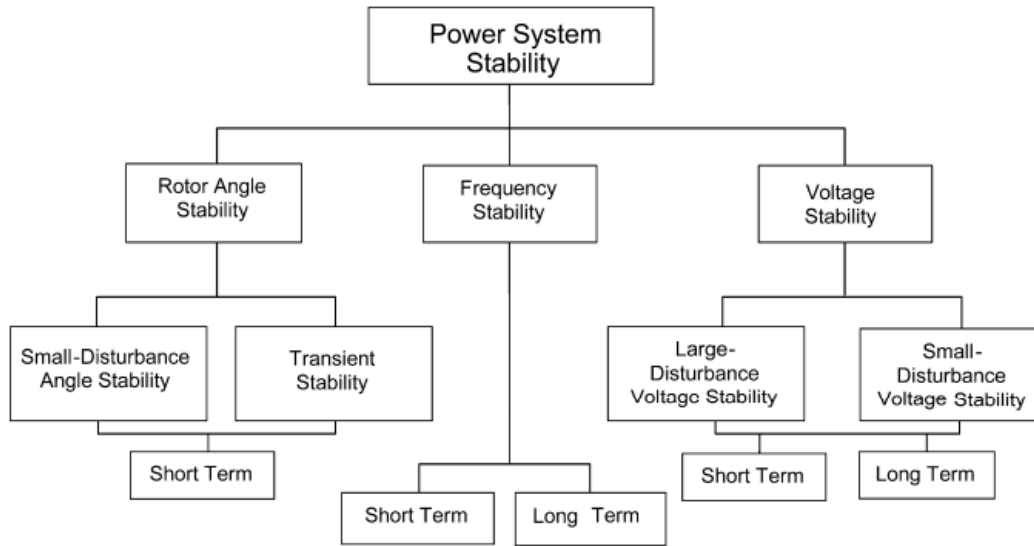 Power System
Stability
Rotor Angle
Stability
Frequency
Stability
Voltage
Stability
Small-Disturbance
Angle Stability
Transient
Stability
Large-
Disturbance
Voltage Stability
Small-
Disturbance
Voltage Stability
Short Term
Short Term
Long Term
Short Term
Long Term